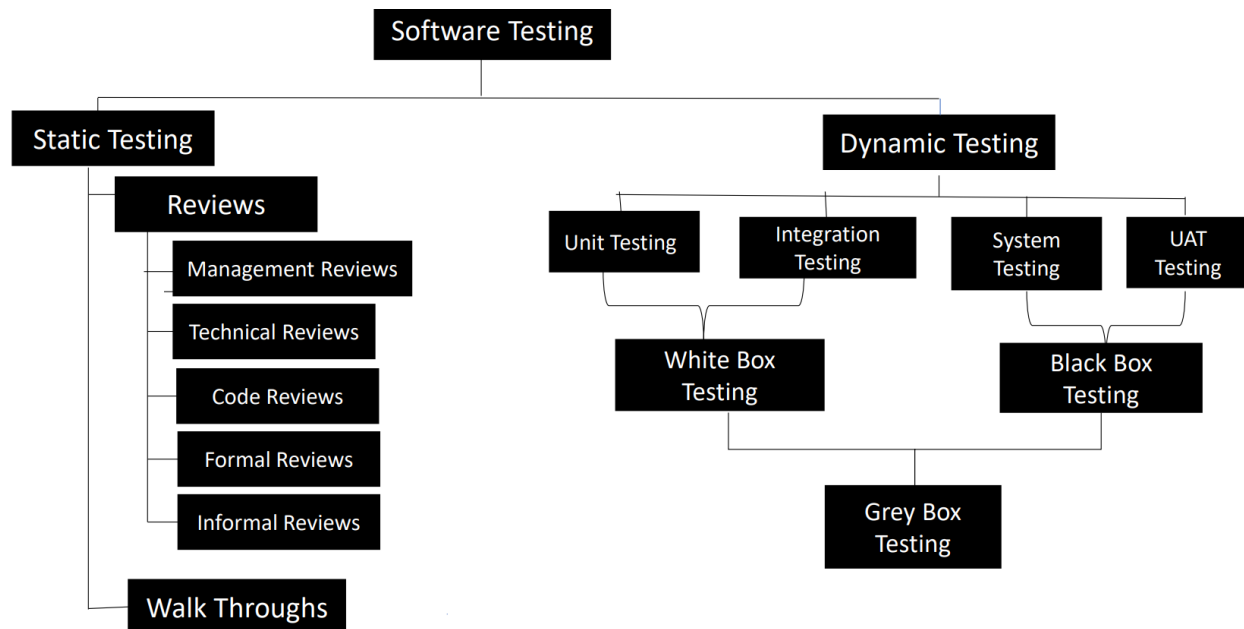 Software Testing
Static Testing
Dynamic Testing
Reviews
Management Reviews
Technical Reviews
Code Reviews
Formal Reviews
Informal Reviews
Walk Throughs
Unit Testing
Integration
Testing
System
Testing
UAT
Testing
White Box
Testing
Black Box
Testing
Grey Box
Testing